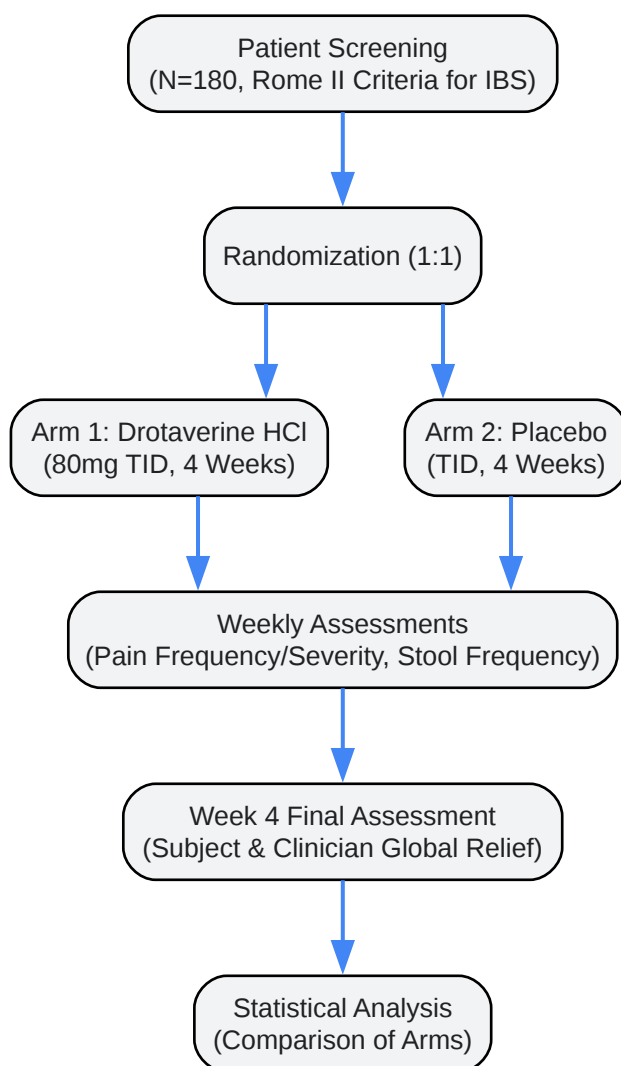 Patient Screening
(N=180, Rome II Criteria for IBS)
Randomization (1:1)
Arm 1: Drotaverine HCl
(80mg TID, 4 Weeks)
Arm 2: Placebo
(TID, 4 Weeks)
Weekly Assessments
(Pain Frequency/Severity, Stool Frequency)
Week 4 Final Assessment
(Subject & Clinician Global Relief)
Statistical Analysis
(Comparison of Arms)